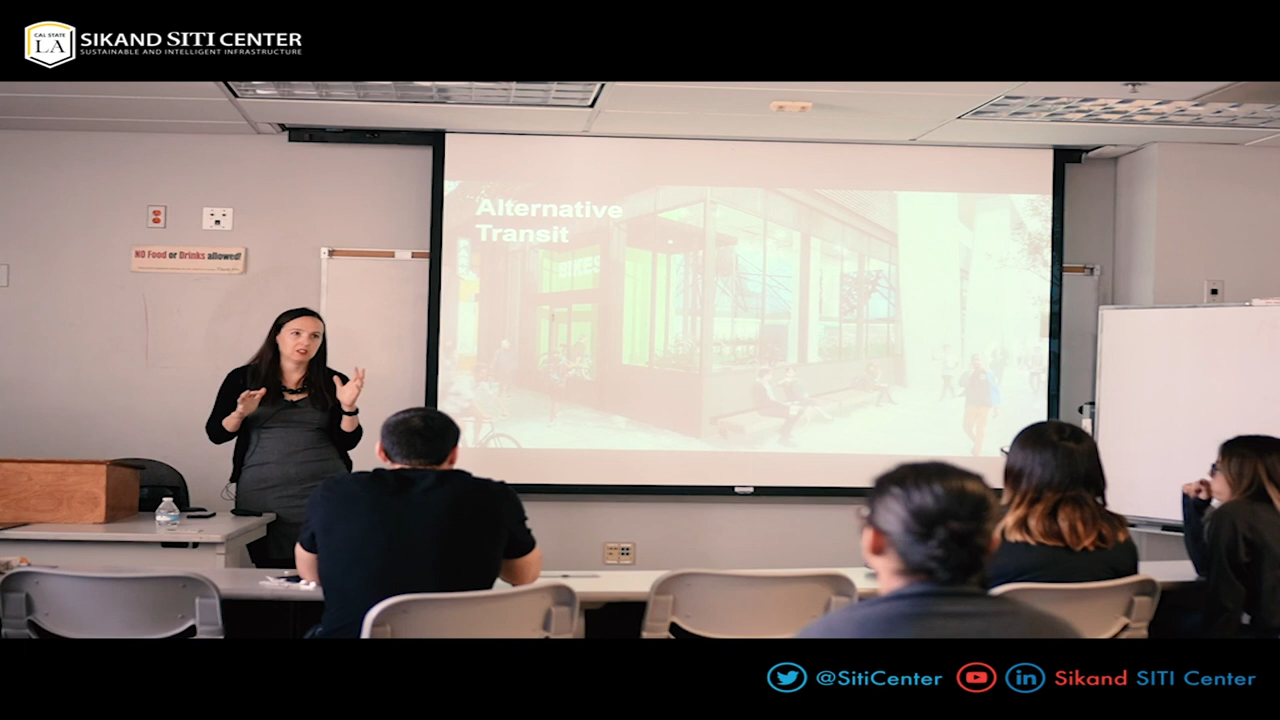 CAL STATE
LA
SIKAND SITI CENTER
SUSTAINABLE AND INTELLIGENT INFRASTRUCTURE
Alternative
Transit
BIKES
NO Food or Drinks allowed!
@SitiCenter
in
Sikand SITI Center